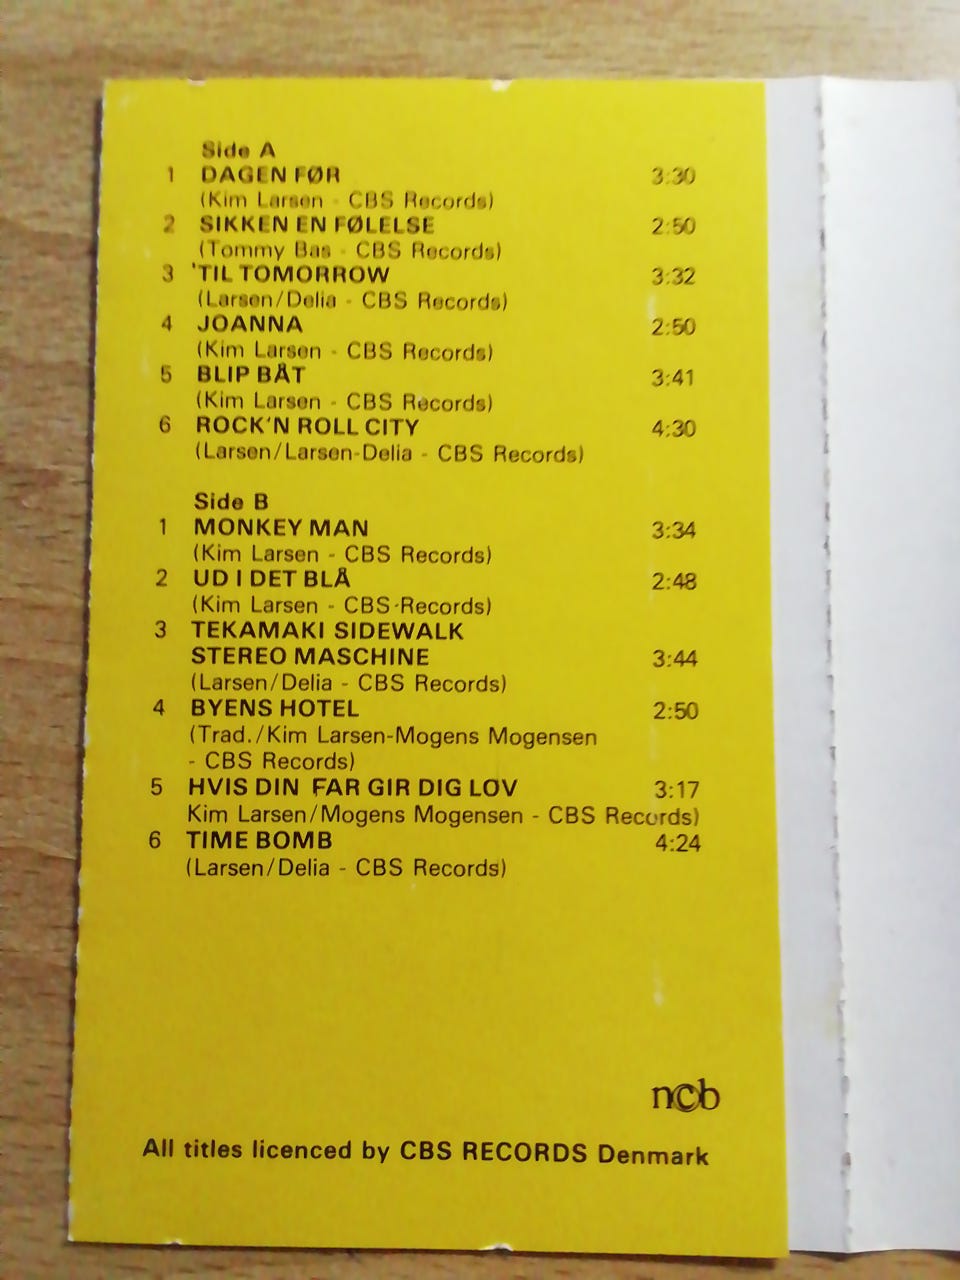 Side A
1 DAGEN FØR 3:30
(Kim Larsen - CBS Records)
2 SIKKEN EN FØLELSE 2:50
(Tommy Bas - CBS Records)
3 'TIL TOMORROW 3:32
(Larsen/Delia - CBS Records)
4 JOANNA 2:50
(Kim Larsen - CBS Records)
5 BLIP BÅT 3:41
(Kim Larsen - CBS Records)
6 ROCK'N ROLL CITY 4:30
(Larsen/Larsen-Delia - CBS Records)
Side B
1 MONKEY MAN 3:34
(Kim Larsen - CBS Records)
2 UD I DET BLÅ 2:48
(Kim Larsen - CBS Records)
3 TEKAMAKI SIDEWALK
STEREO MASCHINE 3:44
(Larsen/Delia - CBS Records)
4 BYENS HOTEL 2:50
(Trad./Kim Larsen-Mogens Mogensen
- CBS Records)
5 HVIS DIN FAR GIR DIG LOV 3:17
Kim Larsen/Mogens Mogensen - CBS Records)
6 TIME BOMB 4:24
(Larsen/Delia - CBS Records)
ncb
All titles licenced by CBS RECORDS Denmark